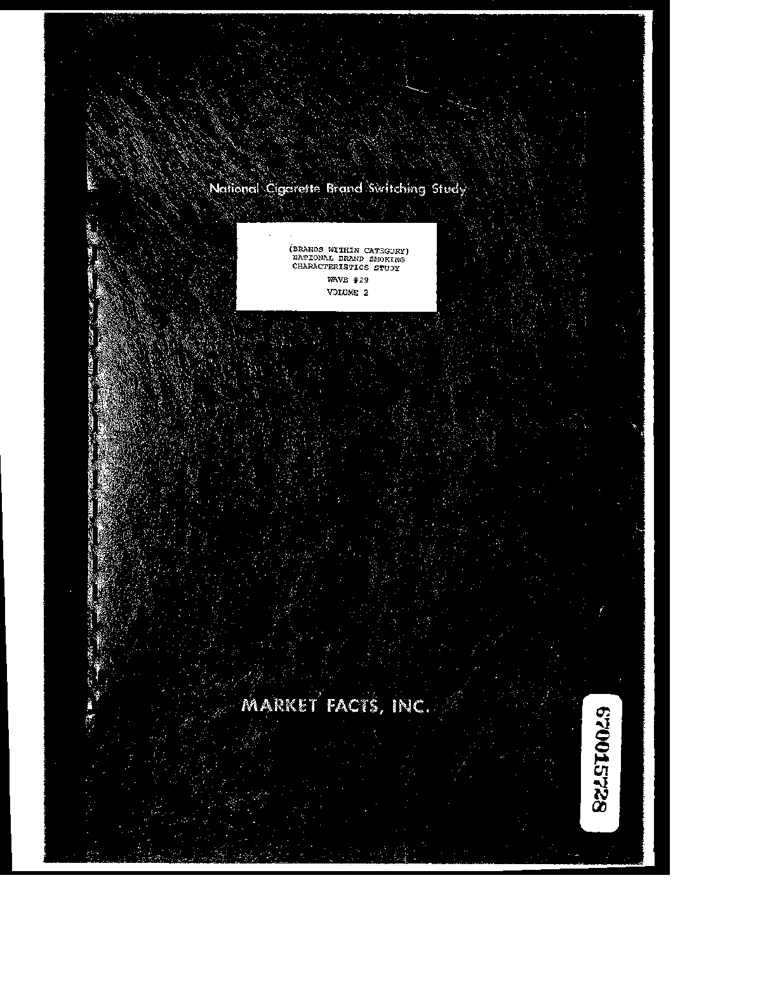 National Cigarette Brand Switching Study
(BRANDS WITHIN CATEGORY)
NATIONAL BRAND SMOKING
CHARACTERISTICS STUDY
WAVE #29
VOLUME 2
MARKET FACTS, INC.
670015728